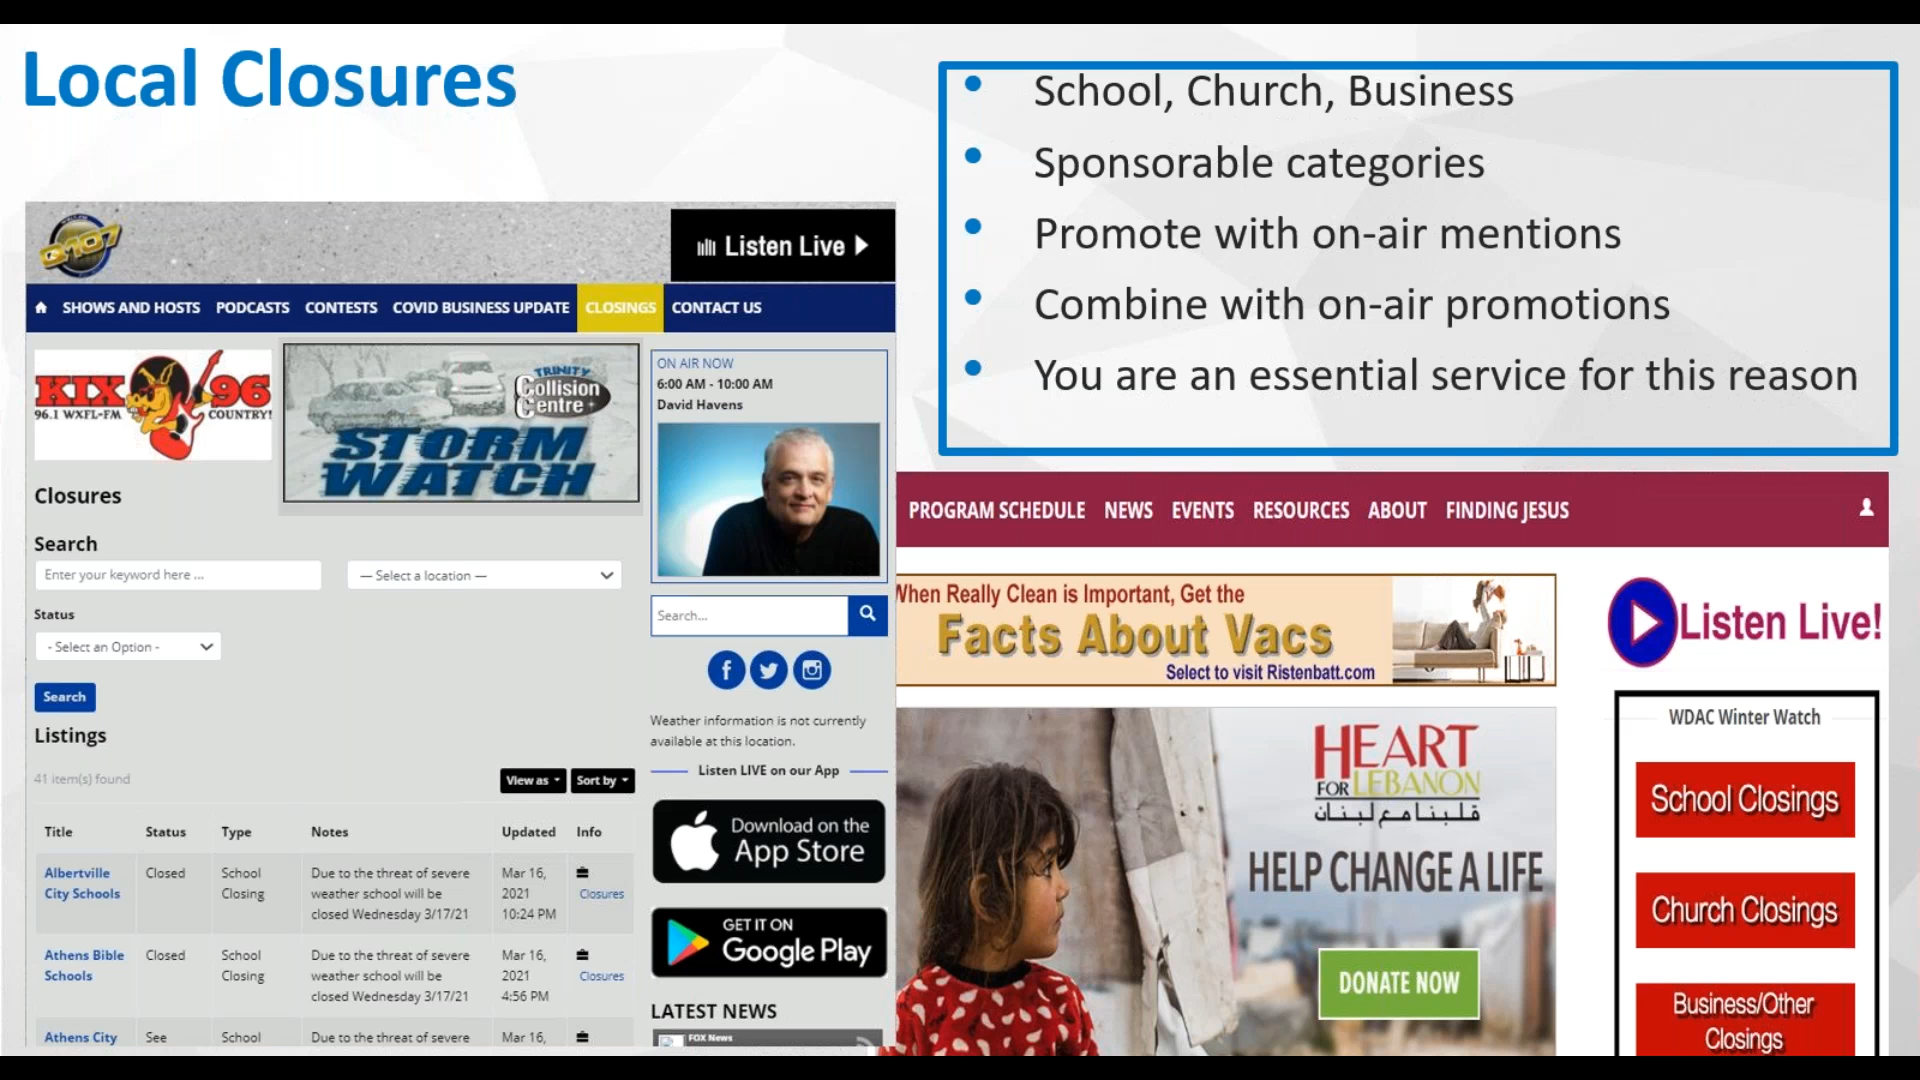 Local Closures
School, Church, Business
Sponsorable categories
Promote with on-air mentions
Combine with on-air promotions
You are an essential service for this reason
Listen Live
SHOWS AND HOSTS PODCASTS CONTESTS COVID BUSINESS UPDATE CLOSINGS CONTACT US
KIX 96
96.1 WXFL-FM COUNTRY!
TRINITY
Collision
Centre
STORM
WATCH
ON AIR NOW
6:00 AM - 10:00 AM
David Havens
Closures
Search
Enter your keyword here ...
— Select a location —
Status
- Select an Option -
Search
Listings
41 item(s) found
View as
Sort by
Title Status Type Notes Updated Info
Albertville City Schools Closed School Closing Due to the threat of severe weather school will be closed Wednesday 3/17/21 Mar 16, 2021 10:24 PM Closures
Athens Bible Schools Closed School Closing Due to the threat of severe weather school will be closed Wednesday 3/17/21 Mar 16, 2021 4:56 PM Closures
Athens City See School Due to the threat of severe Mar 16,
Search...
Weather information is not currently
available at this location.
Listen LIVE on our App
Download on the
App Store
GET IT ON
Google Play
LATEST NEWS
FOX News
PROGRAM SCHEDULE NEWS EVENTS RESOURCES ABOUT FINDING JESUS
When Really Clean is Important, Get the
Facts About Vacs
Select to visit Ristenbatt.com
Listen Live!
HEART
FOR LEBANON
قلبنا مع لبنان
HELP CHANGE A LIFE
DONATE NOW
WDAC Winter Watch
School Closings
Church Closings
Business/Other
Closings